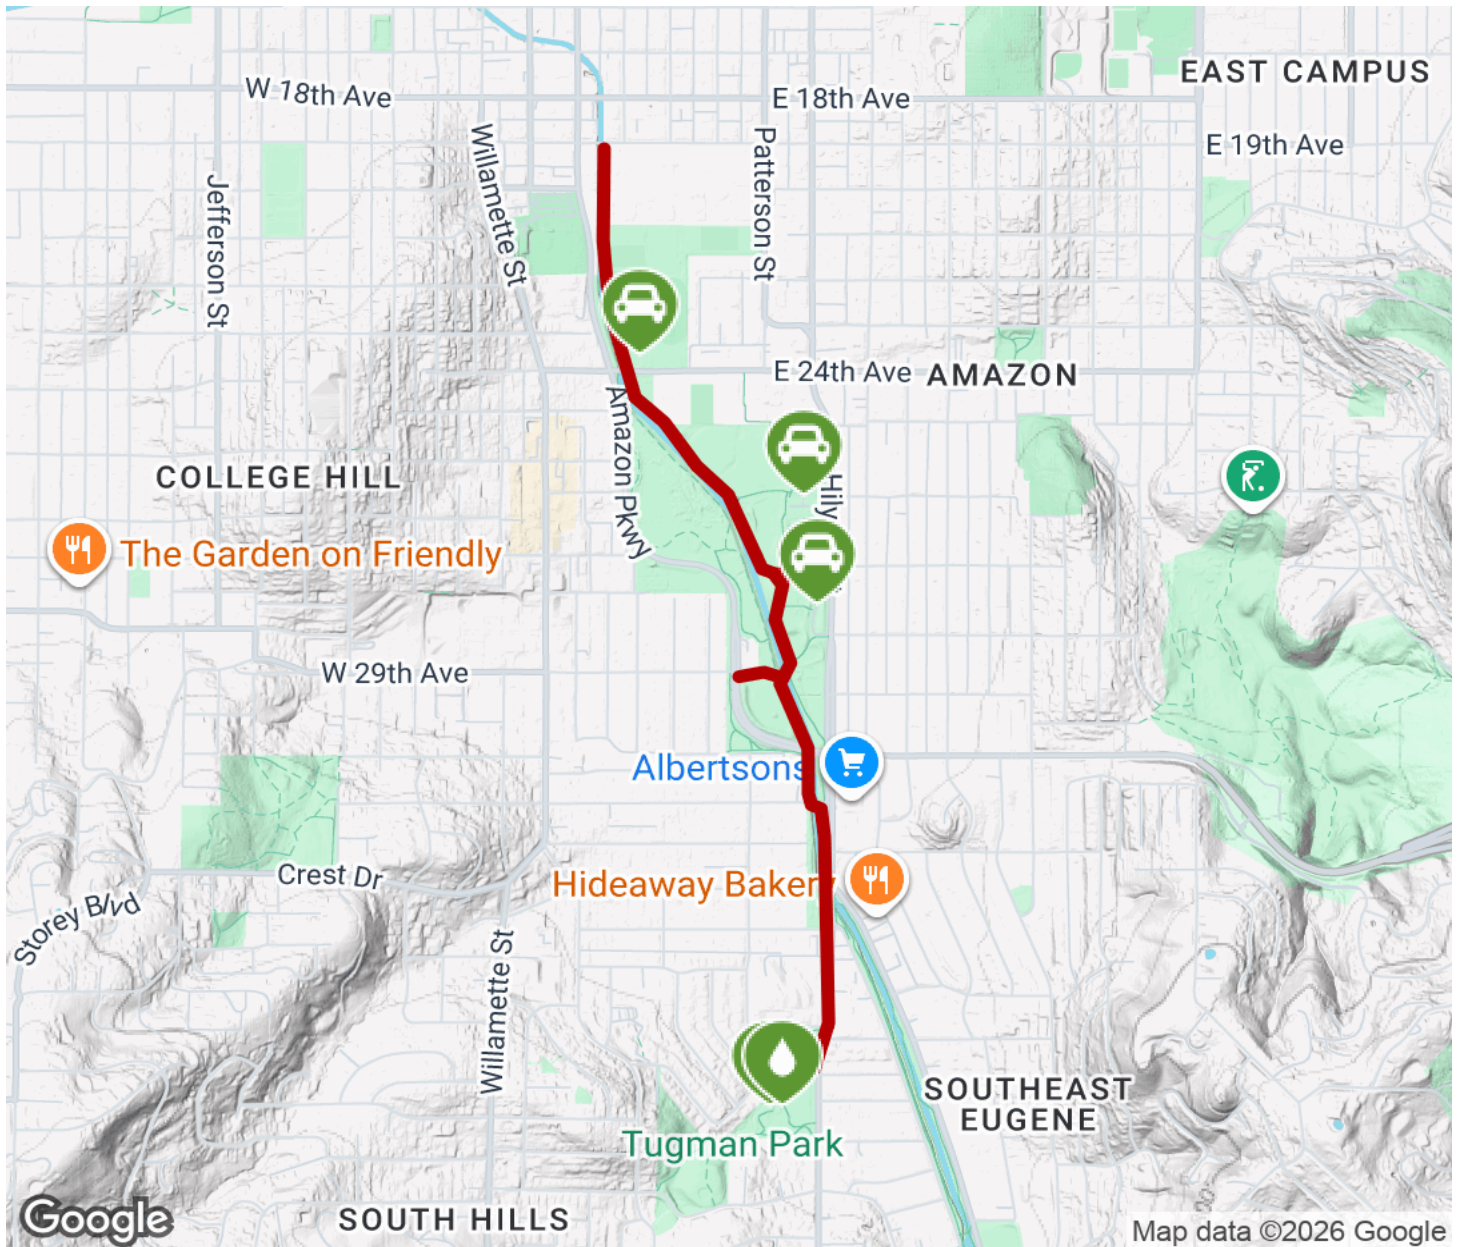 EAST CAMPUS
W 18th Ave
E 18th Ave
E 19th Ave
Willamette St
Patterson St
Jefferson St
E 24th Ave
AMAZON
Amazon Pkwy
COLLEGE HILL
Hily
The Garden on Friendly
W 29th Ave
Albertsons
Crest Dr
Hideaway Bakery
Storey Blvd
Willamette St
SOUTHEAST
EUGENE
Tugman Park
SOUTH HILLS
Google
Map data ©2026 Google